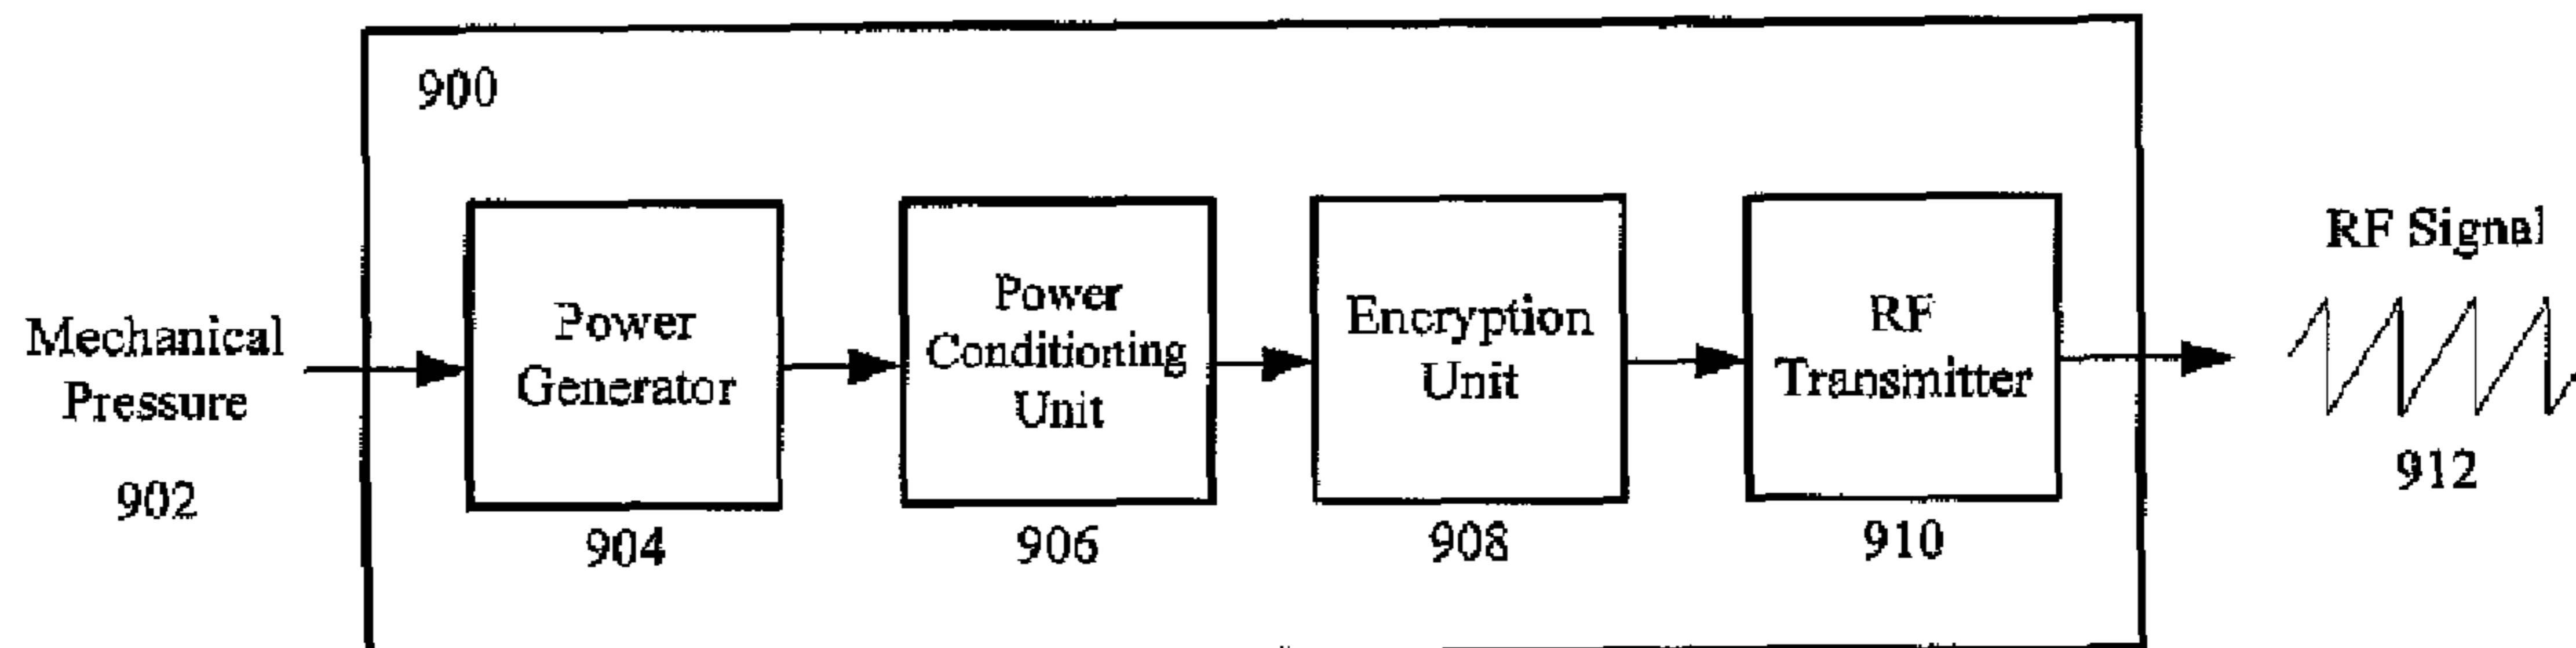 900
Mechanical
Pressure
902
Power
Generator
904
Power
Conditioning
Unit
906
Encryption
Unit
908
RF
Transmitter
910
RF Signal
912